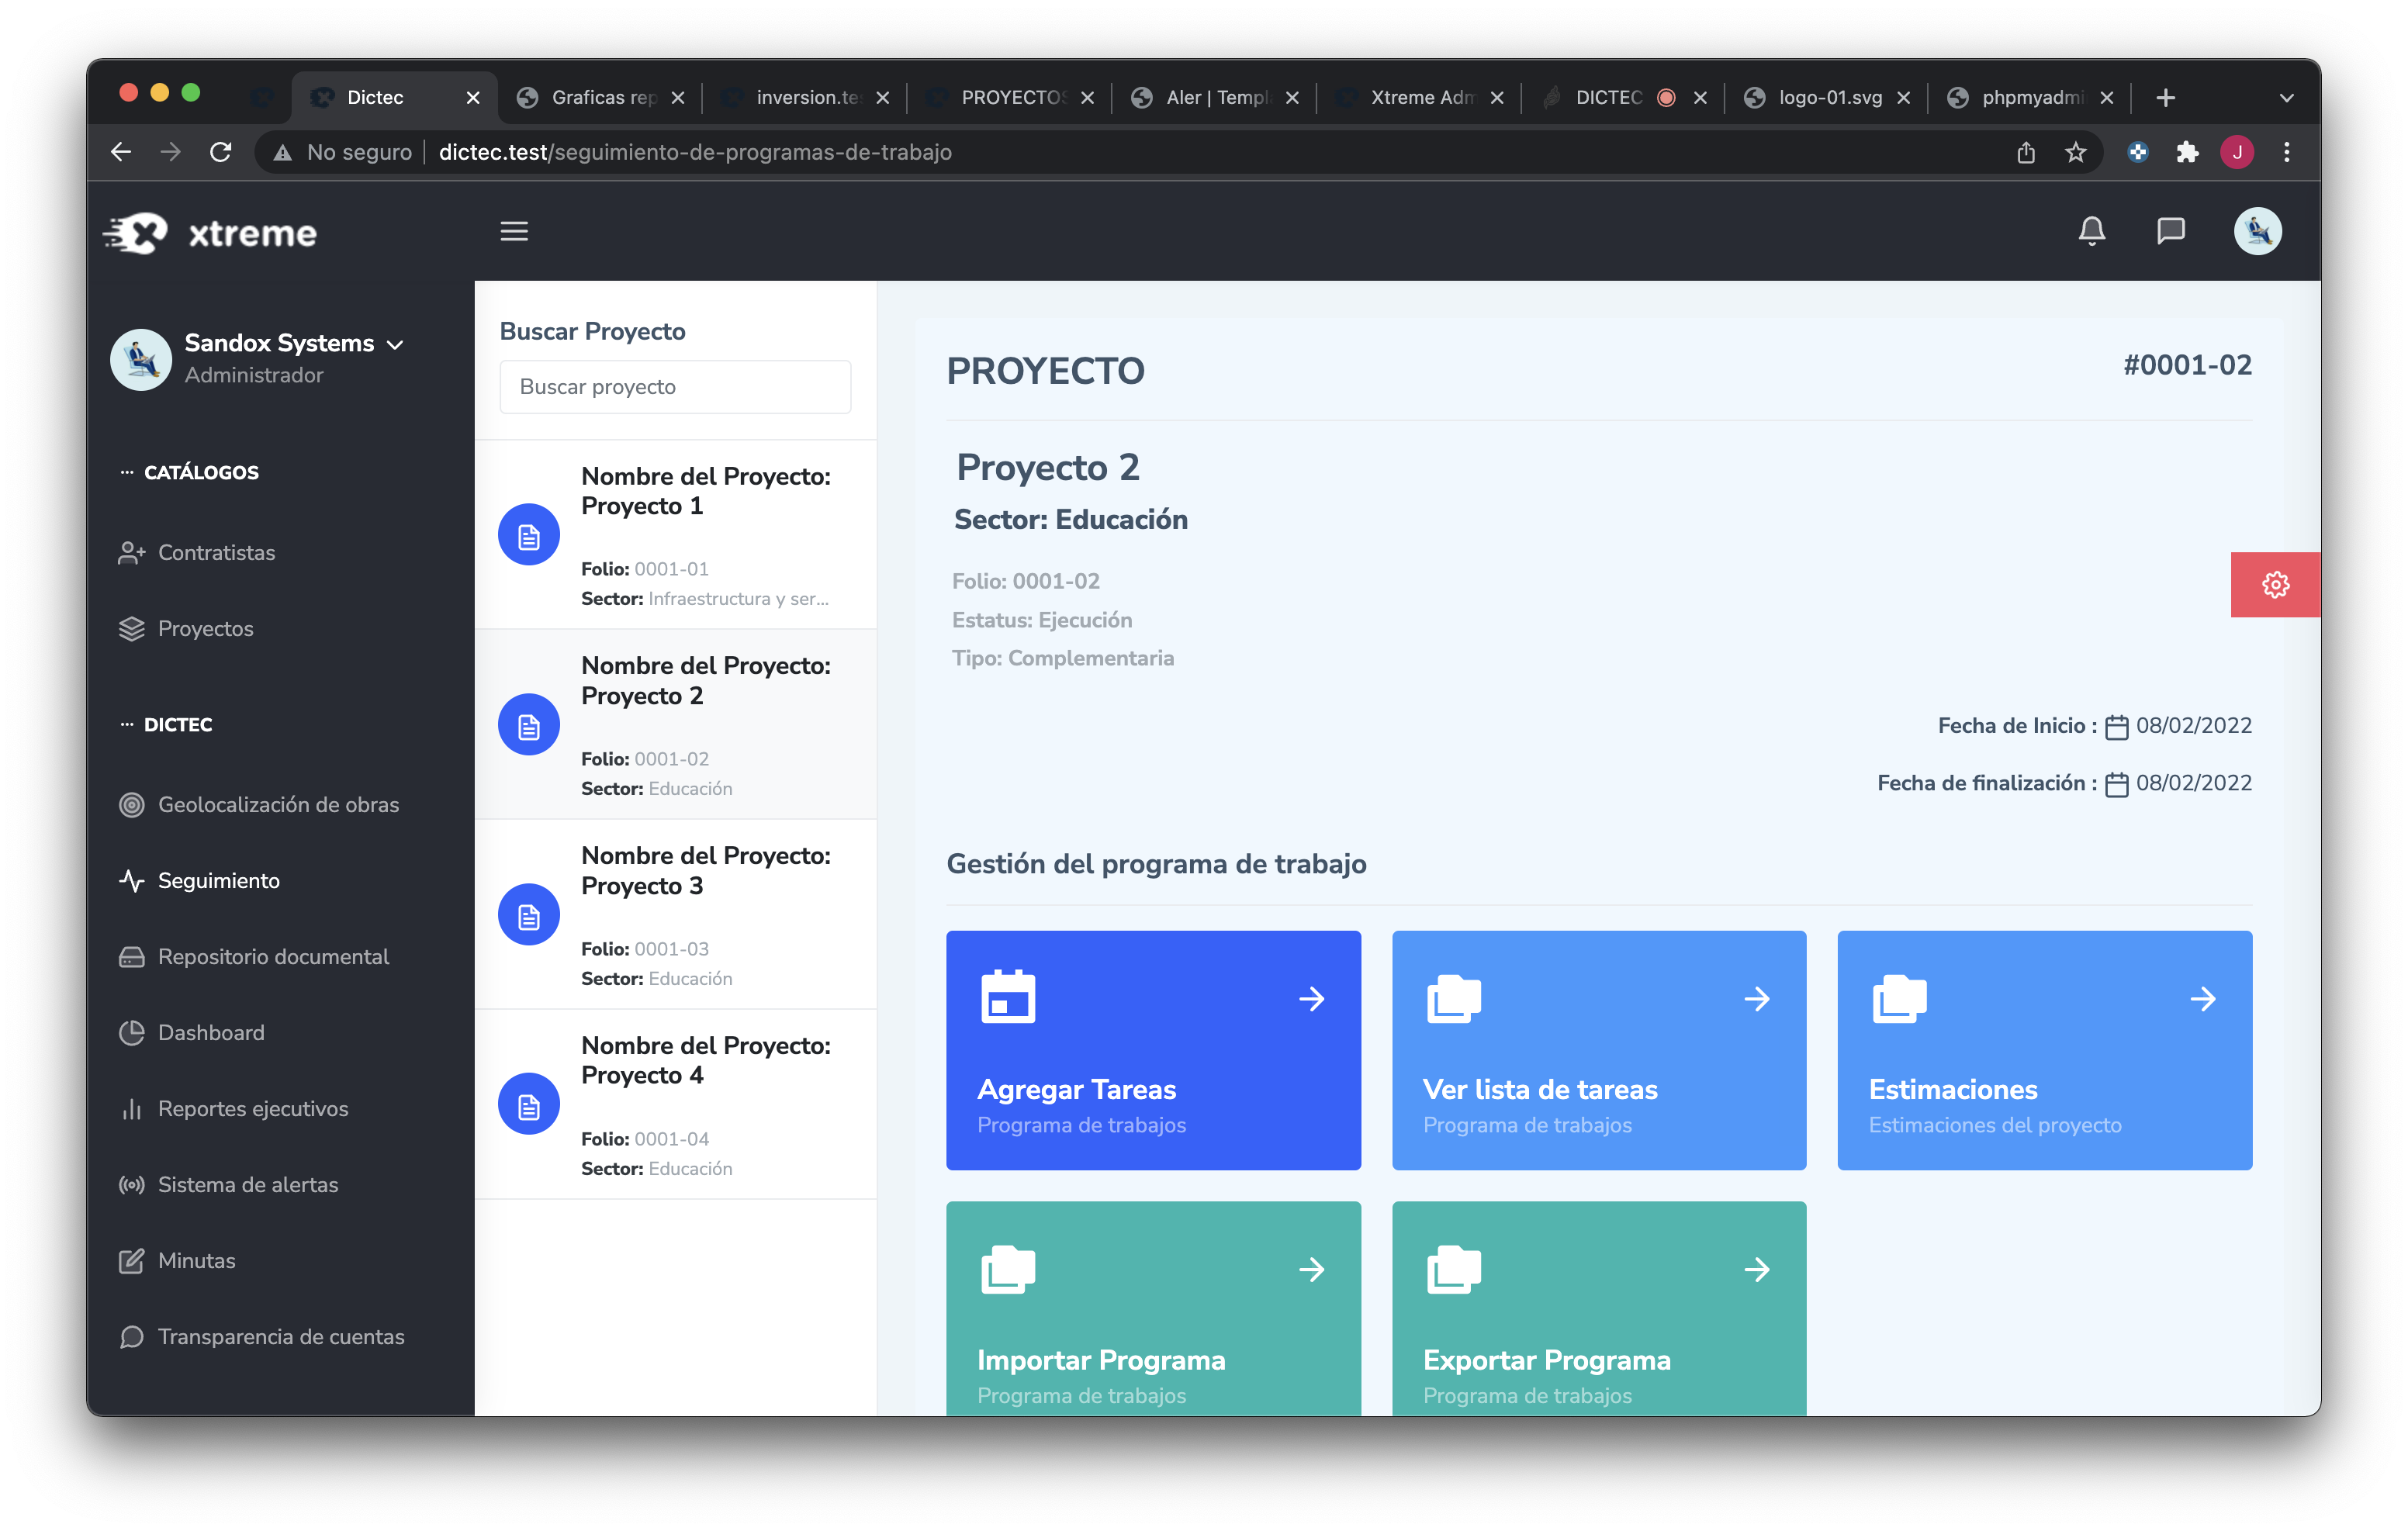 Dictec
Graficas rep
inversion.te
PROYECTOS
Aler | Templ
Xtreme Adm
DICTEC
logo-01.svg
phpmyadmi
No seguro
dictec.test/seguimiento-de-programas-de-trabajo
J
xtreme
Sandox Systems
Administrador
··· CATÁLOGOS
Contratistas
Proyectos
··· DICTEC
Geolocalización de obras
Seguimiento
Repositorio documental
Dashboard
Reportes ejecutivos
Sistema de alertas
Minutas
Transparencia de cuentas
Buscar Proyecto
Buscar proyecto
Nombre del Proyecto:
Proyecto 1
Folio: 0001-01
Sector: Infraestructura y ser...
Nombre del Proyecto:
Proyecto 2
Folio: 0001-02
Sector: Educación
Nombre del Proyecto:
Proyecto 3
Folio: 0001-03
Sector: Educación
Nombre del Proyecto:
Proyecto 4
Folio: 0001-04
Sector: Educación
PROYECTO
#0001-02
Proyecto 2
Sector: Educación
Folio: 0001-02
Estatus: Ejecución
Tipo: Complementaria
Fecha de Inicio : 08/02/2022
Fecha de finalización : 08/02/2022
Gestión del programa de trabajo
Agregar Tareas
Programa de trabajos
Ver lista de tareas
Programa de trabajos
Estimaciones
Estimaciones del proyecto
Importar Programa
Programa de trabajos
Exportar Programa
Programa de trabajos